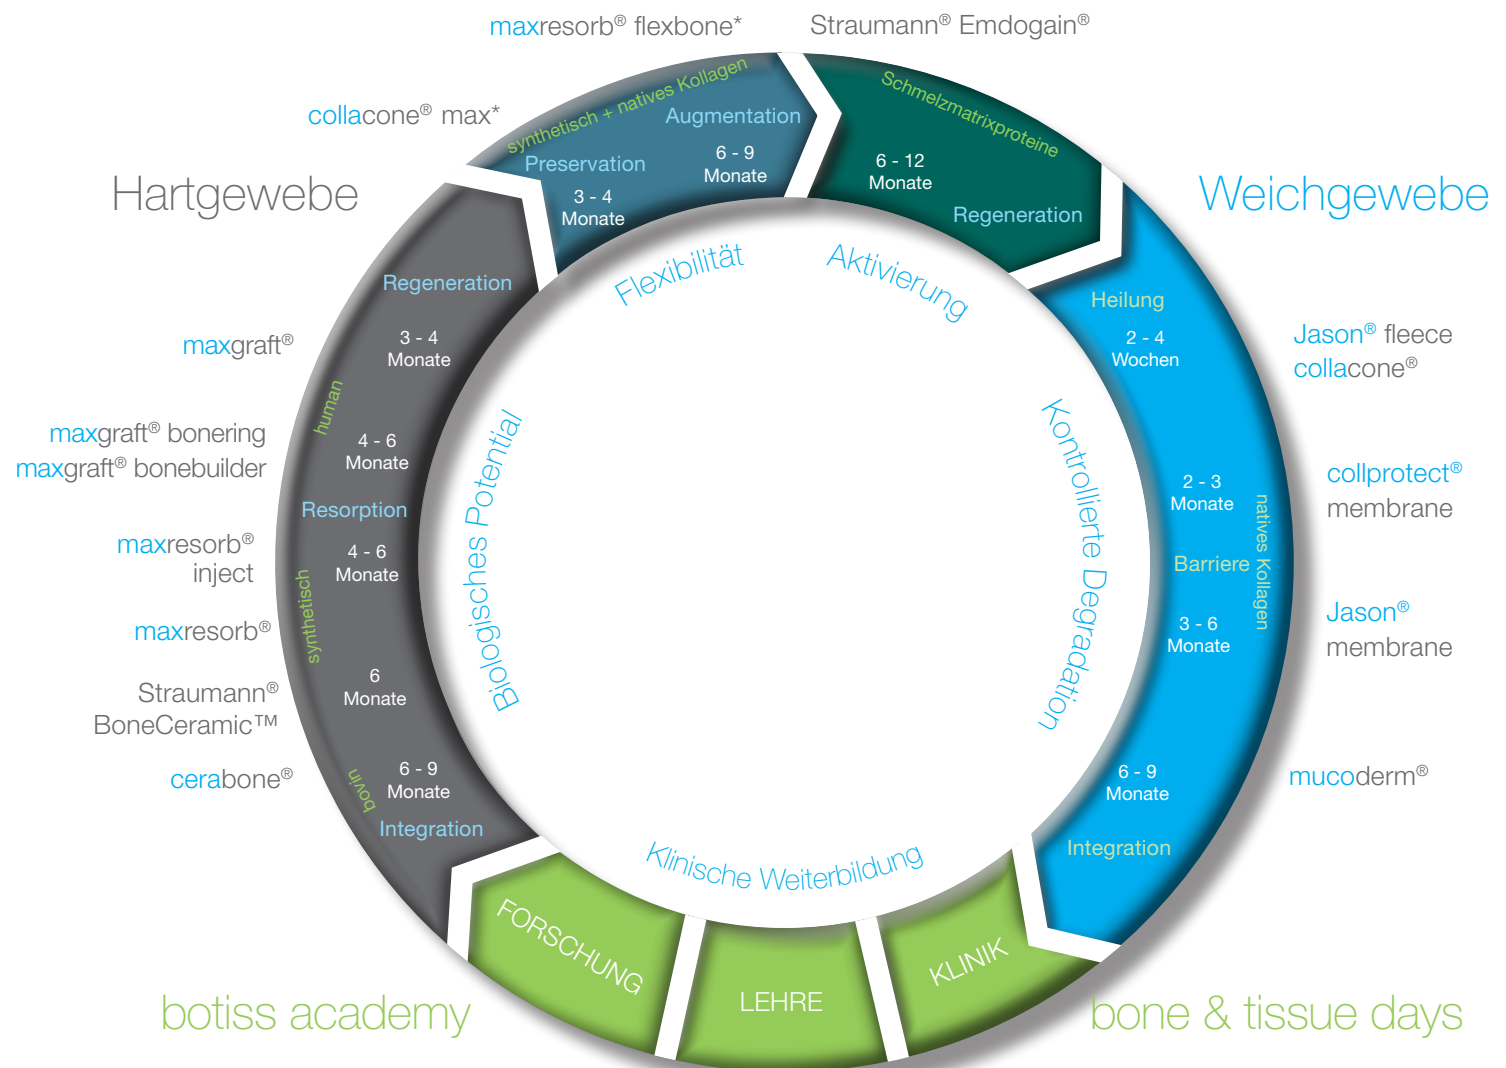 maxresorb® flexbone*
Straumann® Emdogain®
collacone® max*
synthetisch + natives Kollagen
Augmentation
6 - 9
Monate
Preservation
3 - 4
Monate
Schmelzmatrixproteine
6 - 12
Monate
Regeneration
Hartgewebe
Weichgewebe
Flexibilität
Aktivierung
Biologisches Potential
Kontrollierte Degradation
Klinische Weiterbildung
Regeneration
3 - 4
Monate
maxgraft®
human
maxgraft® bonering
maxgraft® bonebuilder
4 - 6
Monate
Resorption
maxresorb®
inject
4 - 6
Monate
synthetisch
maxresorb®
6
Monate
Straumann®
BoneCeramic™
cerabone®
bovin
6 - 9
Monate
Integration
Heilung
2 - 4
Wochen
Jason® fleece
collacone®
2 - 3
Monate
collprotect®
membrane
natives Kollagen
Barriere
3 - 6
Monate
Jason®
membrane
6 - 9
Monate
mucoderm®
Integration
FORSCHUNG
LEHRE
KLINIK
botiss academy
bone & tissue days